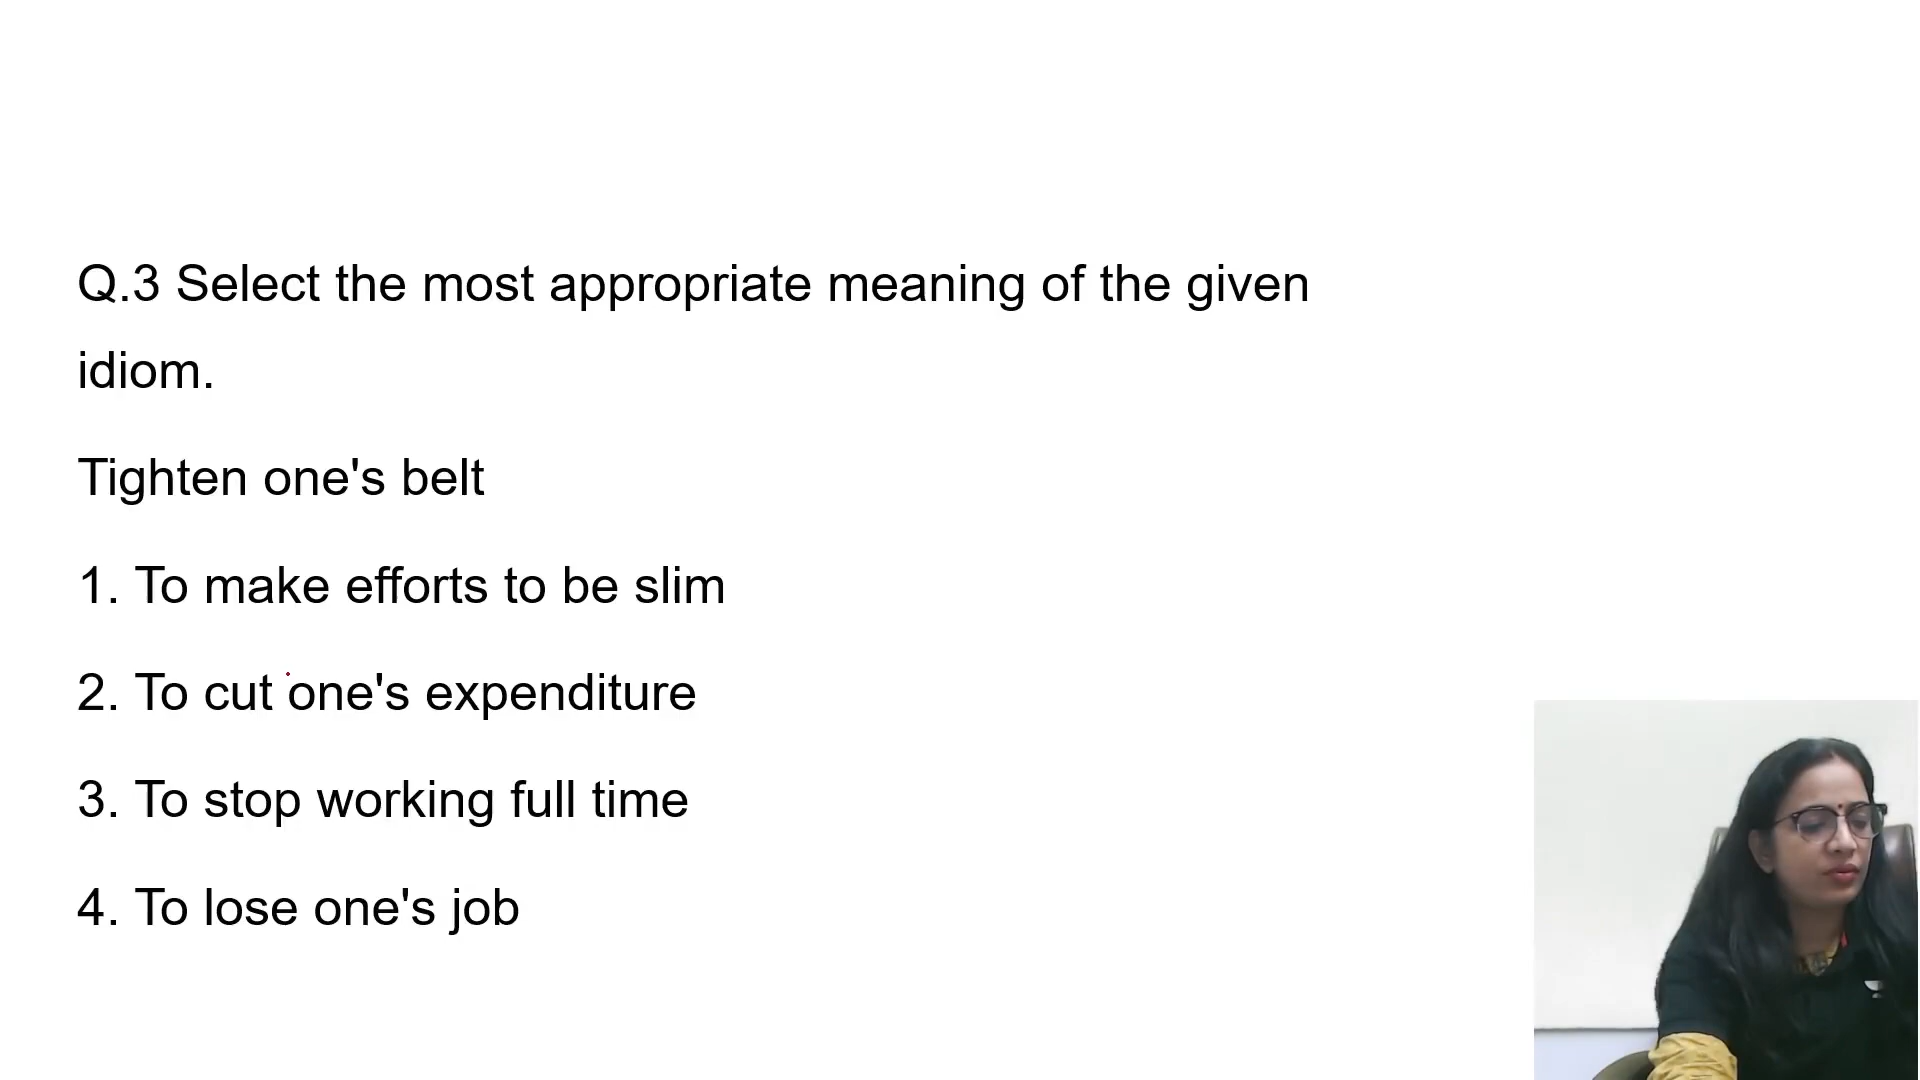 Q.3 Select the most appropriate meaning of the given
idiom.
Tighten one's belt
1. To make efforts to be slim
2. To cut one's expenditure
3. To stop working full time
4. To lose one's job